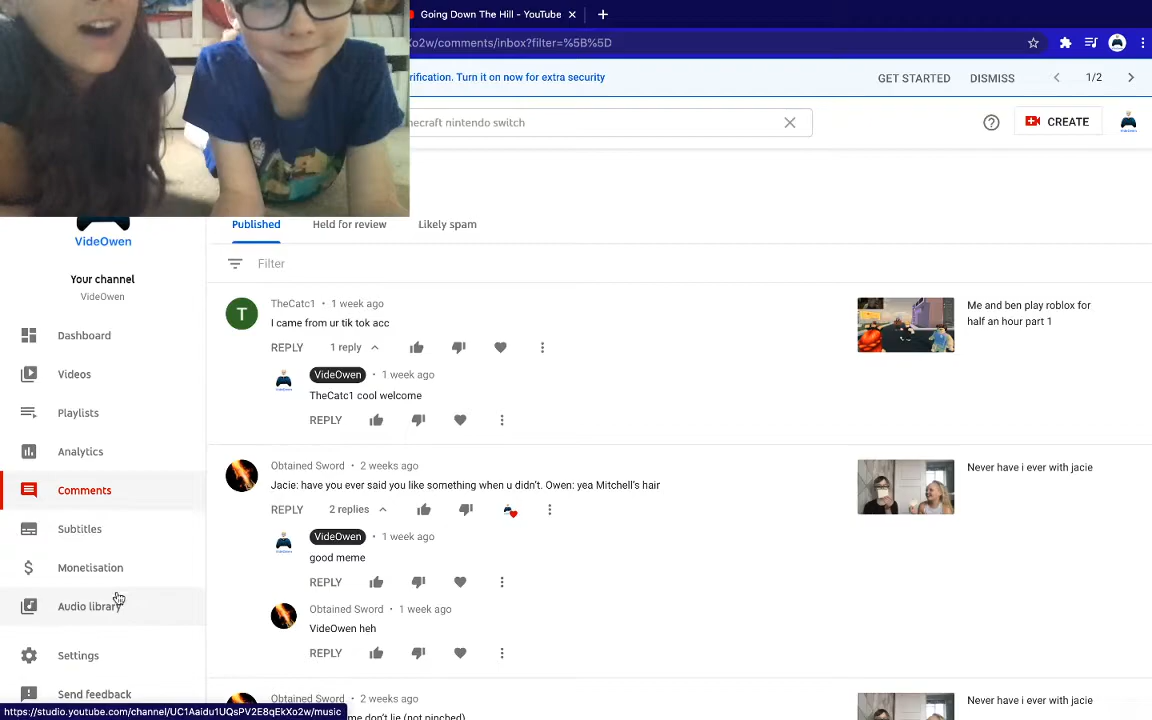 Going Down The Hill - YouTube
Xo2w/comments/inbox?filter=%5B%5D
rification. Turn it on now for extra security
GET STARTED
DISMISS
1/2
necraft nintendo switch
CREATE
VideOwen
Your channel
VideOwen
Dashboard
Videos
Playlists
Analytics
Comments
Subtitles
Monetisation
Audio library
Settings
Send feedback
https://studio.youtube.com/channel/UC1Aaidu1UQsPV2E8qEkXo2w/music
Published
Held for review
Likely spam
Filter
T
TheCatc1 • 1 week ago
I came from ur tik tok acc
REPLY
1 reply
VideOwen • 1 week ago
TheCatc1 cool welcome
REPLY
Me and ben play roblox for
half an hour part 1
Obtained Sword • 2 weeks ago
Jacie: have you ever said you like something when u didn't. Owen: yea Mitchell's hair
REPLY
2 replies
VideOwen • 1 week ago
good meme
REPLY
Obtained Sword • 1 week ago
VideOwen heh
REPLY
Never have i ever with jacie
Obtained Sword • 2 weeks ago
me don't lie (not pinched)
Never have i ever with jacie